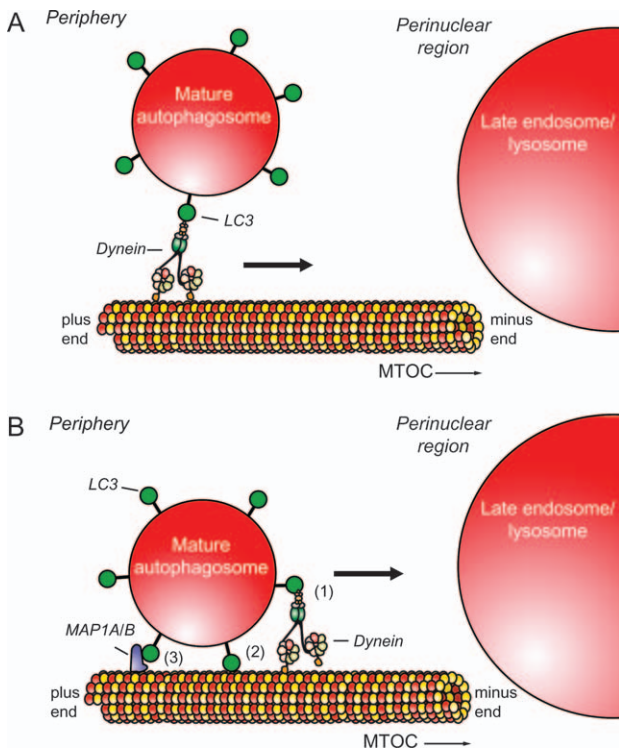 A
Periphery
Perinuclear
region
Mature
autophagosome
Late endosome/
lysosome
LC3
Dynein
plus
end
minus
end
MTOC
B
Periphery
Perinuclear
region
LC3
Mature
autophagosome
Late endosome/
lysosome
(1)
MAP1A/B
(3)
(2)
Dynein
plus
end
minus
end
MTOC